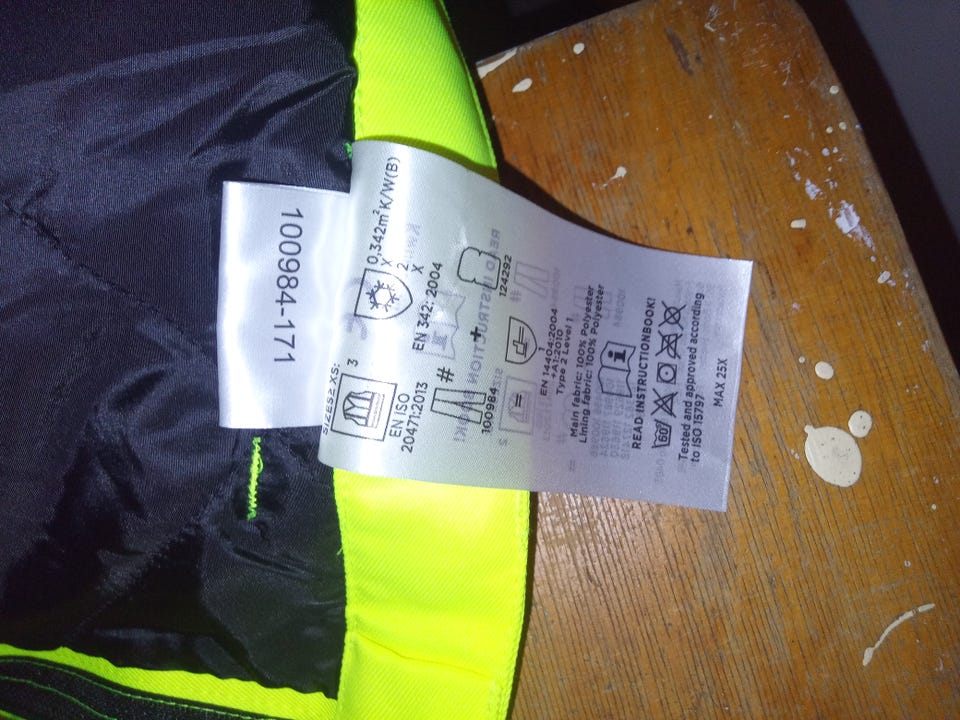 100984-171
SIZES≥ XS:
3
EN ISO
20471:2013
0,342m² K/W(B)
X
2
X
EN 342: 2004
#
100984
+
124292
1
EN 14404:2004
+A1:2010
Type 2 Level 1
Main fabric: 100% Polyester
Lining fabric: 100% Polyester
i
READ INSTRUCTIONBOOK!
60
Tested and approved according
to ISO 15797
MAX 25X